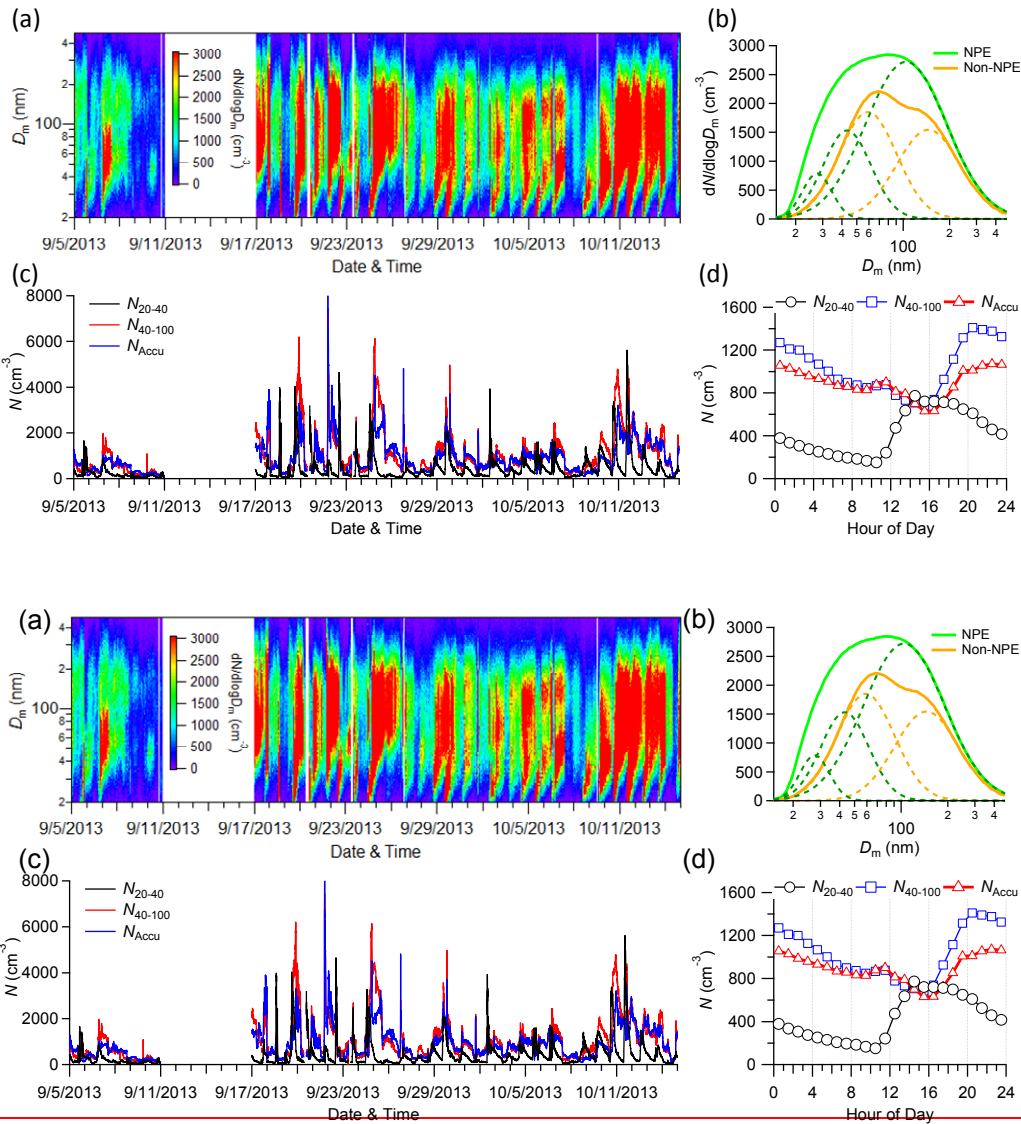 (a)
D_m (nm)
4
2
100
8
6
4
2
3000
2500
2000
1500
1000
500
0
dN/dlogD_m (cm^-3)
9/5/2013 9/11/2013 9/17/2013 9/23/2013 9/29/2013 10/5/2013 10/11/2013
Date & Time
(b)
dN/dlogD_m (cm^-3)
3000
2500
2000
1500
1000
500
0
NPE
Non-NPE
2 3 4 5 6 100 2 3 4
D_m (nm)
(c)
N (cm^-3)
8000
6000
4000
2000
0
N_20-40
N_40-100
N_Accu
9/5/2013 9/11/2013 9/17/2013 9/23/2013 9/29/2013 10/5/2013 10/11/2013
Date & Time
(d)
N_20-40 N_40-100 N_Accu
N (cm^-3)
1600
1200
800
400
0
0 4 8 12 16 20 24
Hour of Day
(a)
D_m (nm)
4
2
100
8
6
4
2
3000
2500
2000
1500
1000
500
0
dN/dlogD_m (cm^-3)
9/5/2013 9/11/2013 9/17/2013 9/23/2013 9/29/2013 10/5/2013 10/11/2013
Date & Time
(b)
dN/dlogD_m (cm^-3)
3000
2500
2000
1500
1000
500
0
NPE
Non-NPE
2 3 4 5 6 100 2 3 4
D_m (nm)
(c)
N (cm^-3)
8000
6000
4000
2000
0
N_20-40
N_40-100
N_Accu
9/5/2013 9/11/2013 9/17/2013 9/23/2013 9/29/2013 10/5/2013 10/11/2013
Date & Time
(d)
N_20-40 N_40-100 N_Accu
N (cm^-3)
1600
1200
800
400
0
0 4 8 12 16 20 24
Hour of Day